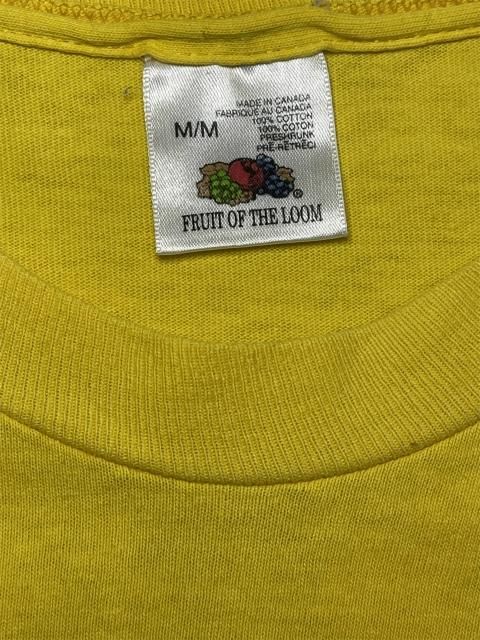 MADE IN CANADA
FABRIQUÉ AU CANADA
100% COTTON
100% COTON
PRESHRUNK
PRÉ-RÉTRÉCI
M/M
®
FRUIT OF THE LOOM